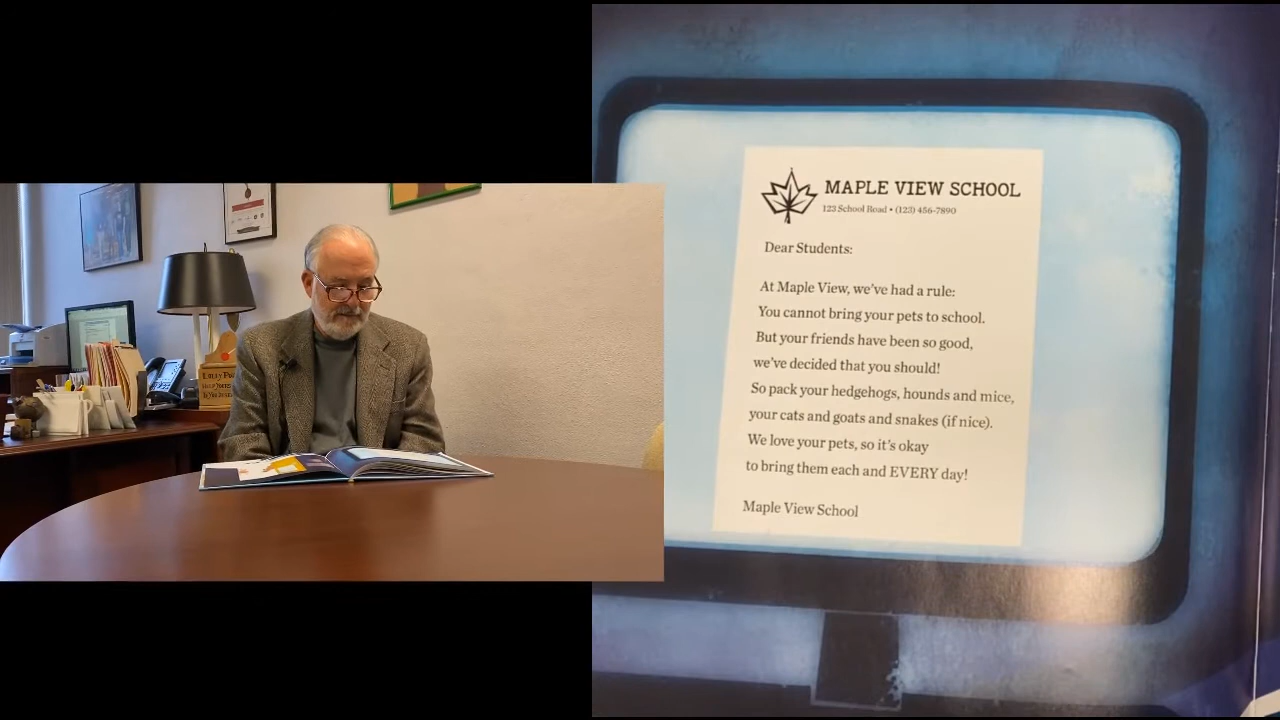 MAPLE VIEW SCHOOL
123 School Road • (123) 456-7890
Dear Students:
At Maple View, we've had a rule:
You cannot bring your pets to school.
But your friends have been so good,
we've decided that you should!
So pack your hedgehogs, hounds and mice,
your cats and goats and snakes (if nice).
We love your pets, so it's okay
to bring them each and EVERY day!
Maple View School